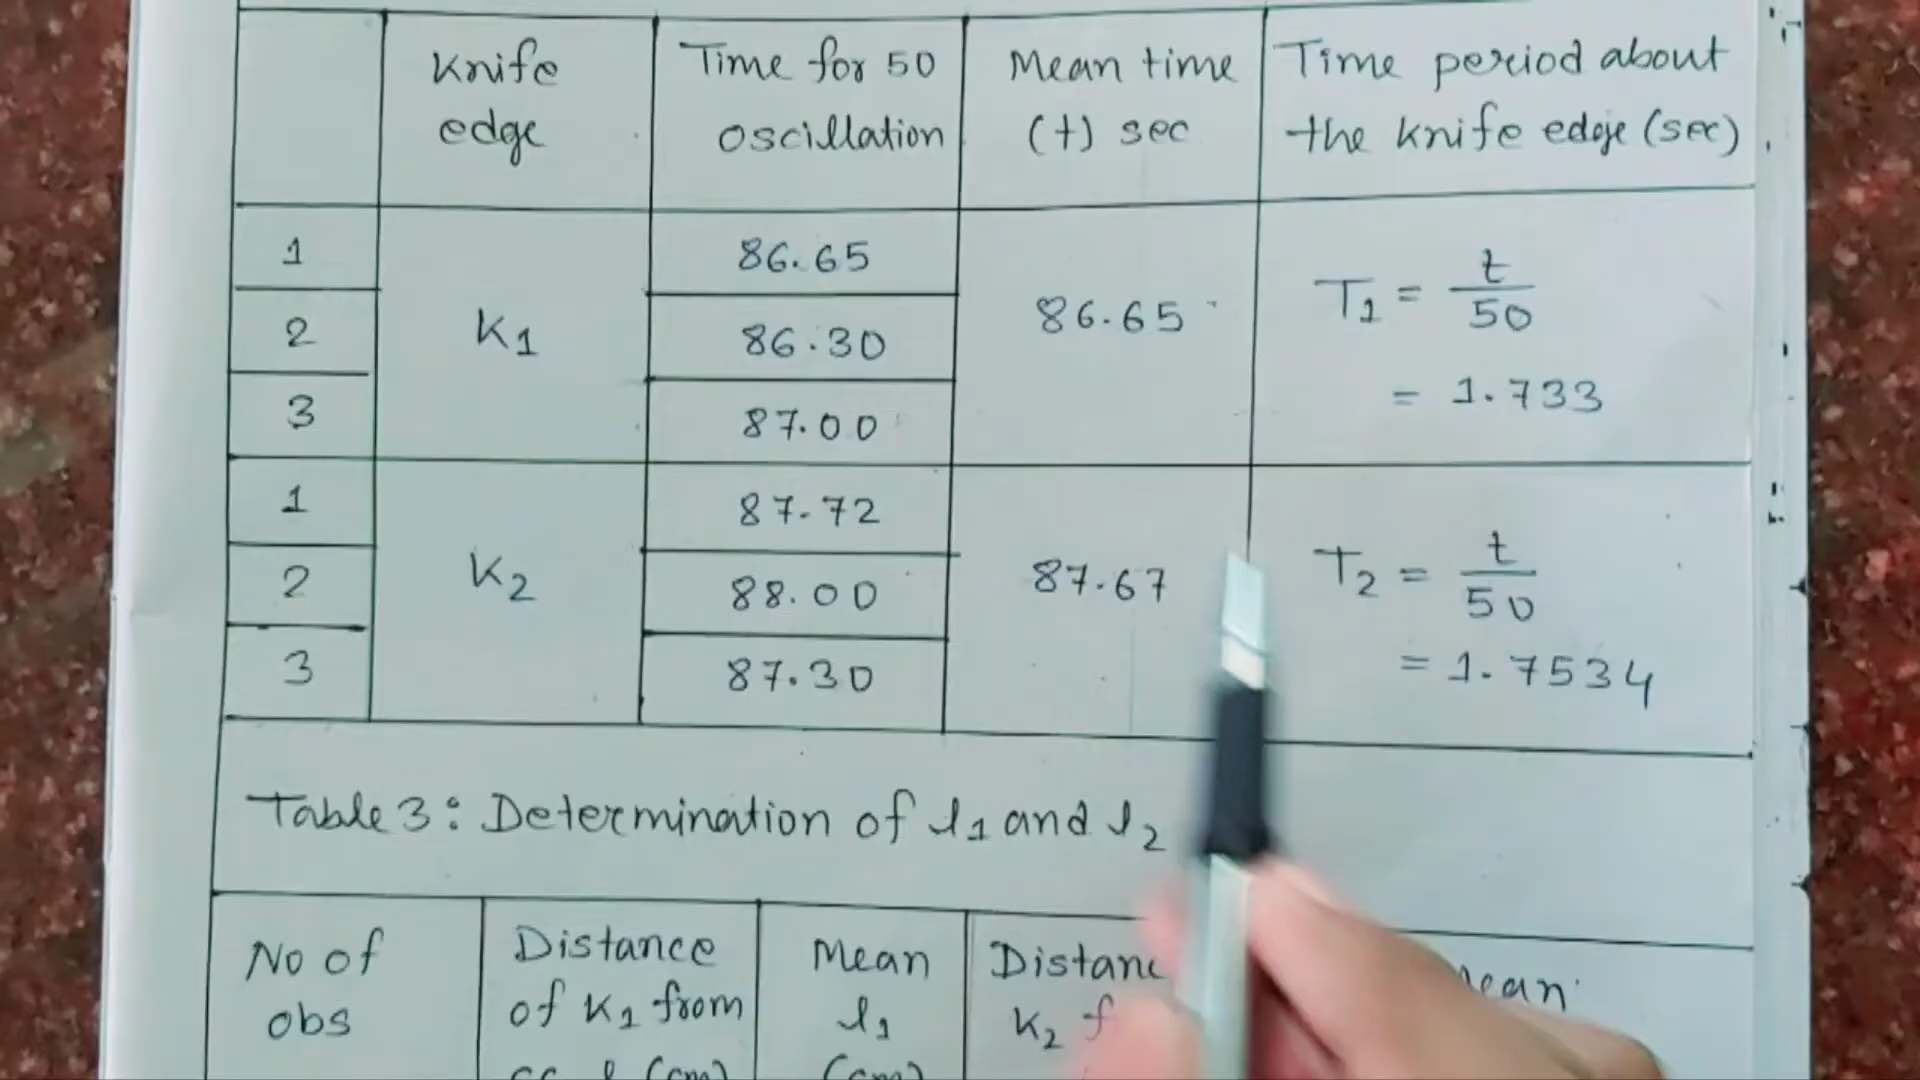 Knife edge
Time for 50 oscillation
Mean time (t) sec
Time period about the knife edge (sec)
1
K1
86.65
86.65
T1 = t/50
= 1.733
2
86.30
3
87.00
1
K2
87.72
87.67
T2 = t/50
= 1.7534
2
88.00
3
87.30
Table 3: Determination of l1 and l2
No of obs
Distance of K1 from
Mean l1 (cm)
K2